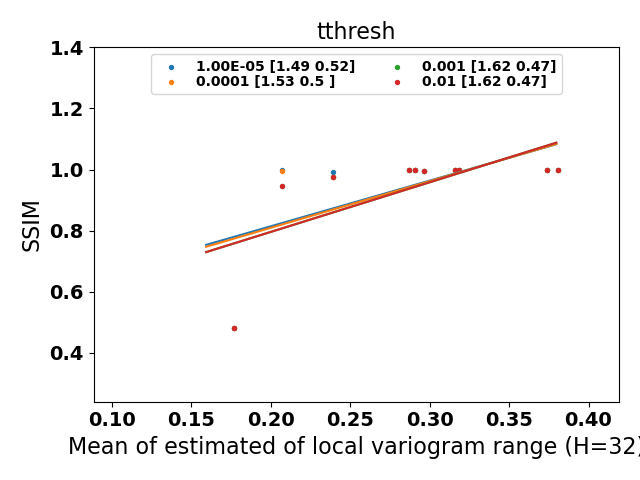 tthresh
1.00E-05 [1.49 0.52]
0.0001 [1.53 0.5 ]
0.001 [1.62 0.47]
0.01 [1.62 0.47]
SSIM
1.4
1.2
1.0
0.8
0.6
0.4
0.10 0.15 0.20 0.25 0.30 0.35 0.40
Mean of estimated of local variogram range (H=32)